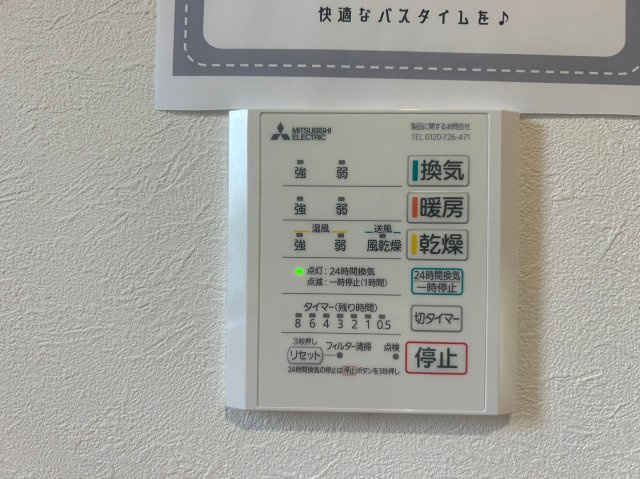 快適なバスタイムを♪
MITSUBISHI ELECTRIC
製品に関するお問合せ
TEL 0120-726-471
強 弱 換気
強 弱 暖房
温風 送風
強 弱 風乾燥 乾燥
点灯：24時間換気
点滅：一時停止(1時間)
24時間換気
一時停止
タイマー(残り時間)
8 6 4 3 2 1 0.5
切タイマー
3秒押し
リセット フィルター清掃 点検
停止
24時間換気の停止は停止ボタンを3秒押し